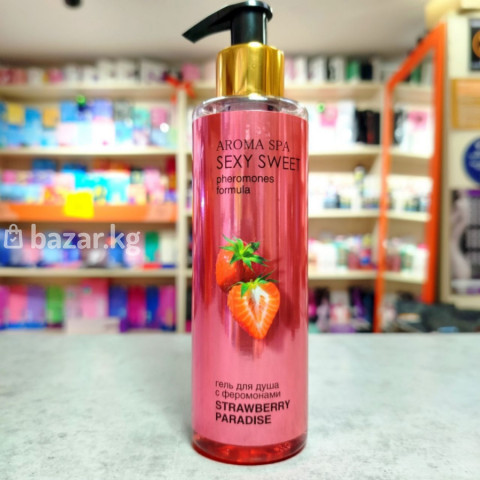 AROMA SPA
SEXY SWEET
pheromones
formula
bazar.kg
гель для душа
с феромонами
STRAWBERRY
PARADISE